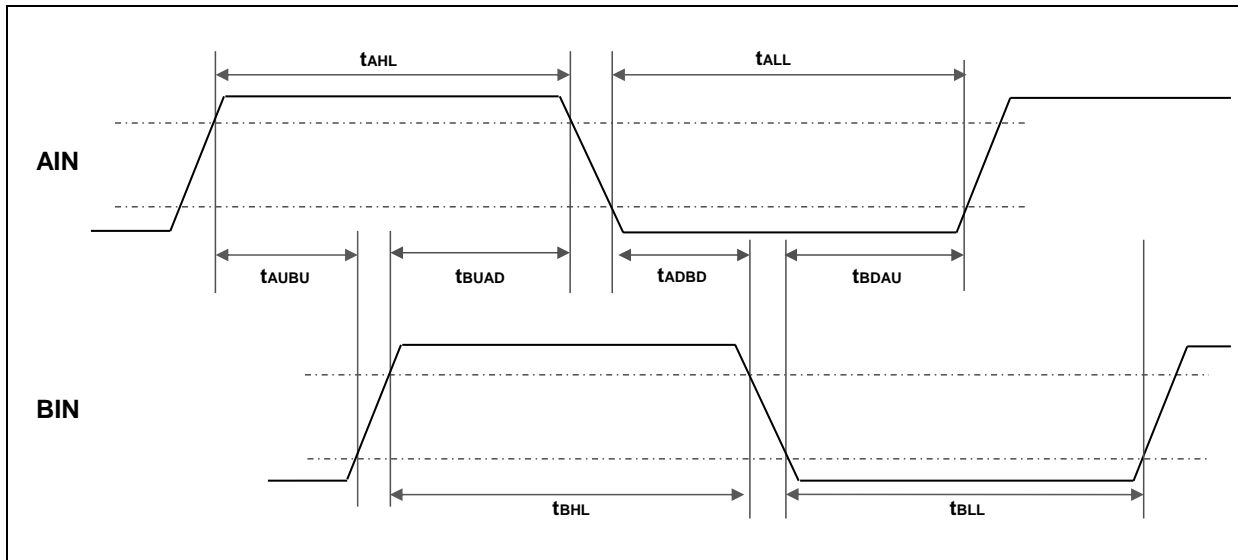 tAHL tALL
AIN
tAUBU tBUAD tADBD tBDAU
BIN
tBHL tBLL